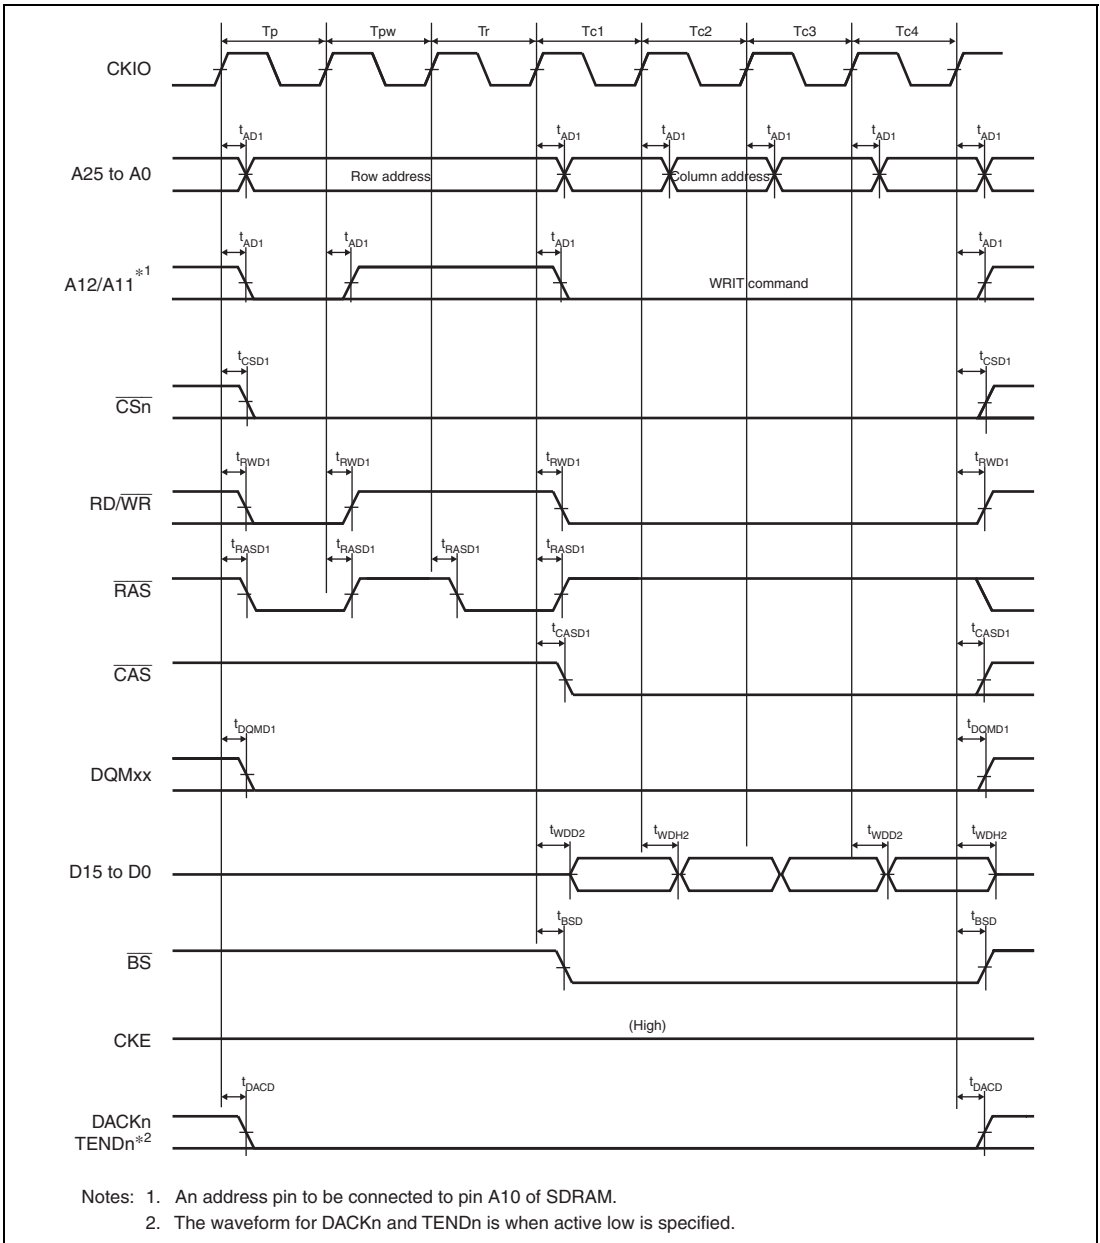 Tp Tpw Tr Tc1 Tc2 Tc3 Tc4
CKIO
tAD1 tAD1 tAD1 tAD1 tAD1 tAD1
A25 to A0
Row address
Column address
tAD1 tAD1 tAD1 tAD1
A12/A11*1
WRIT command
tCSD1 tCSD1
CSn
tRWD1 tRWD1 tRWD1 tRWD1
RD/WR
tRASD1 tRASD1 tRASD1 tRASD1
RAS
tCASD1 tCASD1
CAS
tDQMD1 tDQMD1
DQMxx
tWDD2 tWDH2 tWDD2 tWDH2
D15 to D0
tBSD tBSD
BS
(High)
CKE
tDACD tDACD
DACKn
TENDn*2
Notes: 1. An address pin to be connected to pin A10 of SDRAM.
2. The waveform for DACKn and TENDn is when active low is specified.